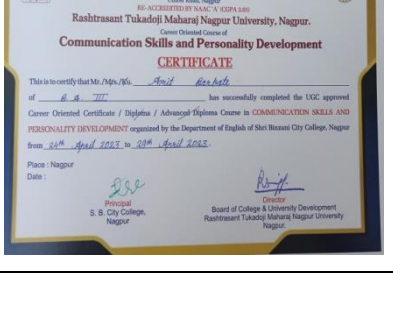 RE-ACCREDITED BY NAAC 'A' (CGPA 3.03)
Rashtrasant Tukadoji Maharaj Nagpur University, Nagpur.
Career Oriented Course of
Communication Skills and Personality Development
CERTIFICATE
This is to certify that Mr./Mrs./Ku. Amit
of B. A. III has successfully completed the UGC approved
Career Oriented Certificate / Diploma / Advanced Diploma Course in COMMUNICATION SKILLS AND
PERSONALITY DEVELOPMENT organized by the Department of English of Shri Binzani City College, Nagpur
from 24th April 2023 to 29th April 2023.
Place : Nagpur
Date :
Principal
S. B. City College,
Nagpur
Director
Board of College & University Development
Rashtrasant Tukadoji Maharaj Nagpur University
Nagpur.